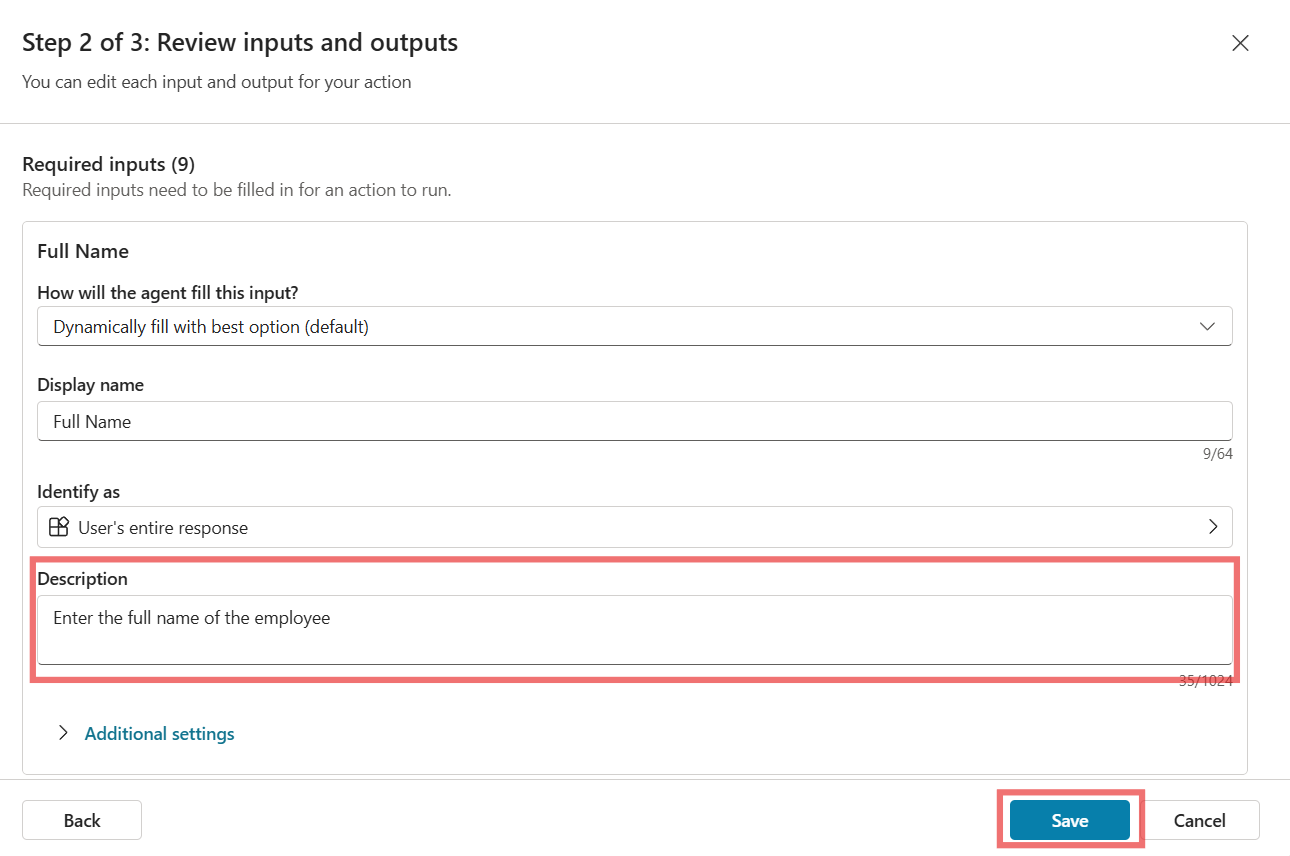 Step 2 of 3: Review inputs and outputs
You can edit each input and output for your action
Required inputs (9)
Required inputs need to be filled in for an action to run.
Full Name
How will the agent fill this input?
Dynamically fill with best option (default)
Display name
Full Name
9/64
Identify as
User's entire response
Description
Enter the full name of the employee
35/1024
Additional settings
Back
Save
Cancel